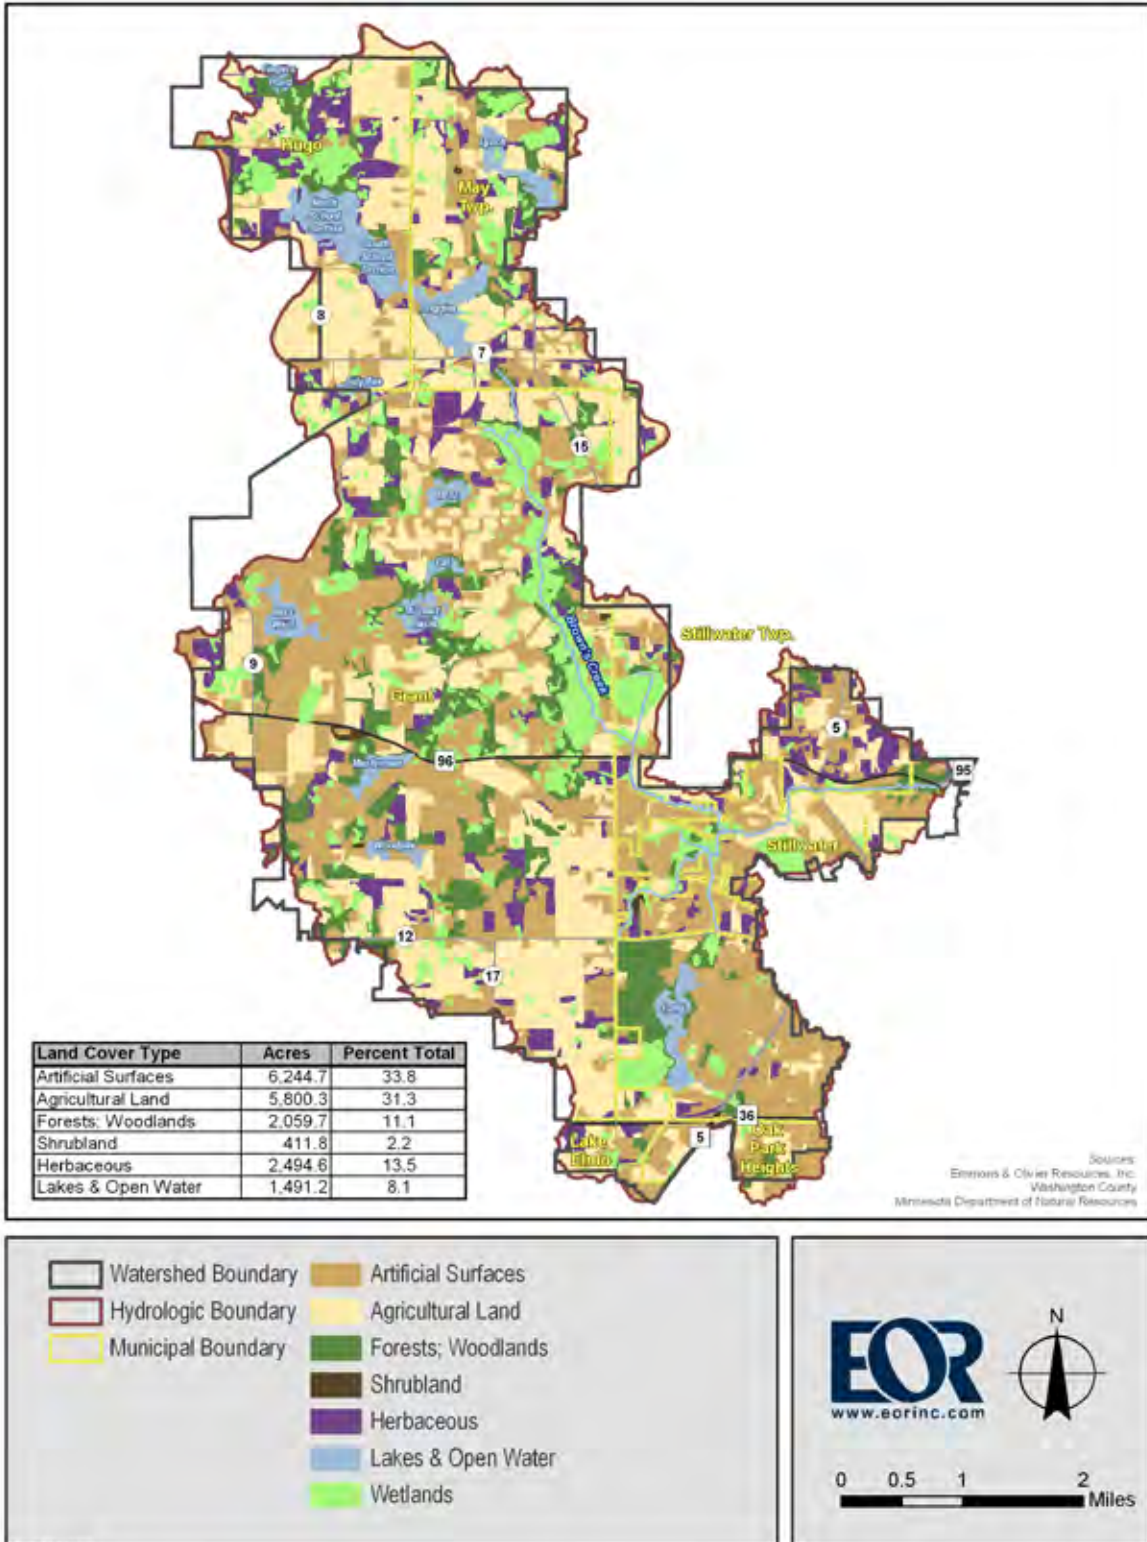 Hugo
May
Twp.
8
7
15
Brown's Creek
Stillwater Twp.
9
Grant
5
96
95
Stillwater
12
17
36
5
Lake
Elmo
Oak
Park
Heights
Land Cover Type Acres Percent Total
Artificial Surfaces 6,244.7 33.8
Agricultural Land 5,800.3 31.3
Forests; Woodlands 2,059.7 11.1
Shrubland 411.8 2.2
Herbaceous 2,494.6 13.5
Lakes & Open Water 1,491.2 8.1
Sources:
Emmons & Olivier Resources, Inc.
Washington County
Minnesota Department of Natural Resources
Watershed Boundary
Hydrologic Boundary
Municipal Boundary
Artificial Surfaces
Agricultural Land
Forests; Woodlands
Shrubland
Herbaceous
Lakes & Open Water
Wetlands
EOR
www.eorinc.com
N
0 0.5 1 2
Miles